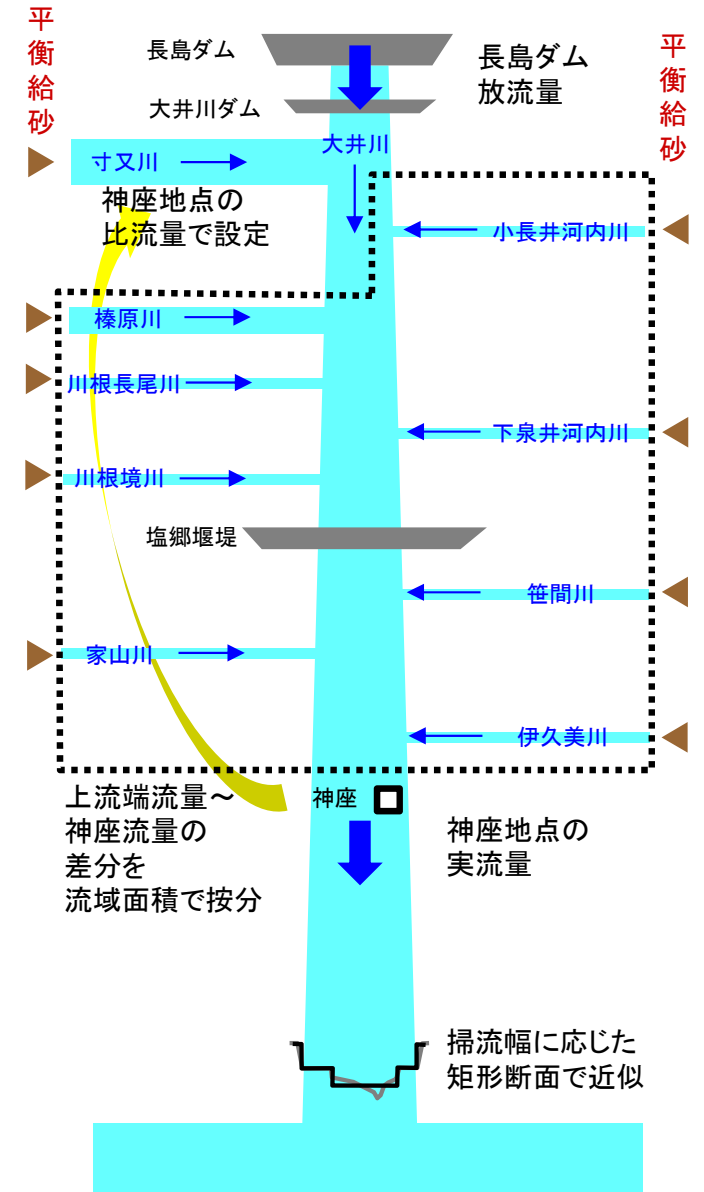 平衡給砂
長島ダム
長島ダム
放流量
平衡給砂
大井川ダム
大井川
寸又川
神座地点の
比流量で設定
小長井河内川
榛原川
川根長尾川
下泉井河内川
川根境川
塩郷堰堤
笹間川
家山川
伊久美川
上流端流量～
神座流量の
差分を
流域面積で按分
神座
神座地点の
実流量
掃流幅に応じた
矩形断面で近似